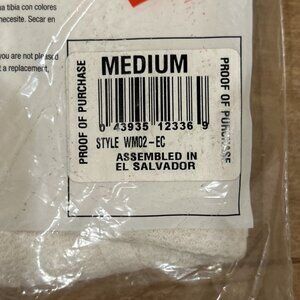 ua tibia con colores
necesite. Secar en
you are not pleased
t a replacement,
PROOF OF PURCHASE
MEDIUM
0 43935 12336 9
STYLE WM02-EC
ASSEMBLED IN
EL SALVADOR
PROOF OF PURCHASE